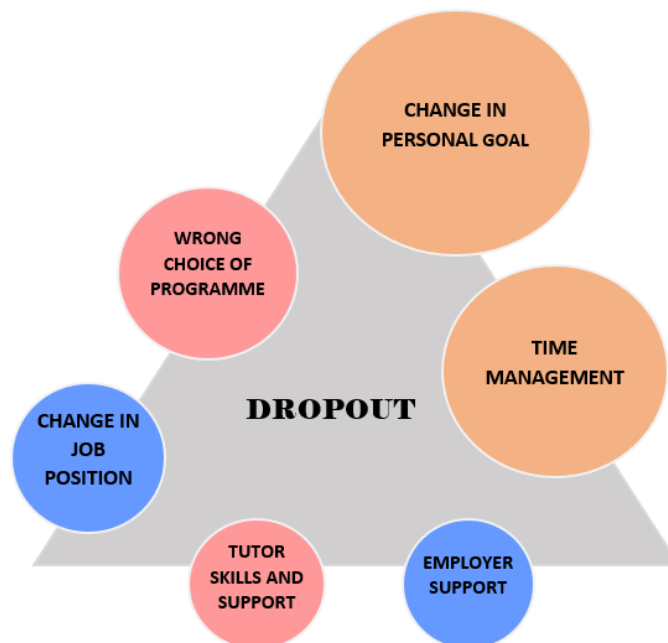 CHANGE IN
PERSONAL GOAL
WRONG
CHOICE OF
PROGRAMME
TIME
MANAGEMENT
DROPOUT
CHANGE IN
JOB
POSITION
TUTOR
SKILLS AND
SUPPORT
EMPLOYER
SUPPORT